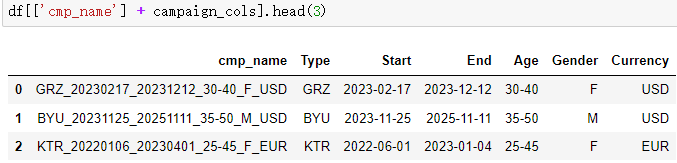 df[['cmp_name'] + campaign_cols].head(3)
cmp_name Type Start End Age Gender Currency
0 GRZ_20230217_20231212_30-40_F_USD GRZ 2023-02-17 2023-12-12 30-40 F USD
1 BYU_20231125_20251111_35-50_M_USD BYU 2023-11-25 2025-11-11 35-50 M USD
2 KTR_20220106_20230401_25-45_F_EUR KTR 2022-06-01 2023-01-04 25-45 F EUR